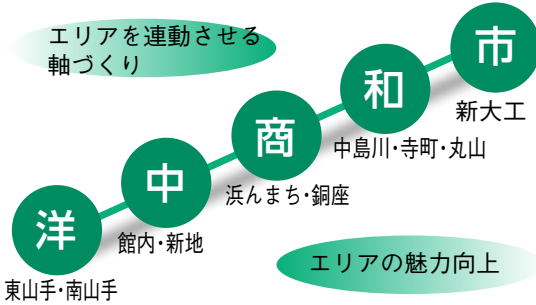 エリアを連動させる
軸づくり
市
新大工
和
中島川・寺町・丸山
商
浜んまち・銅座
中
館内・新地
洋
東山手・南山手
エリアの魅力向上